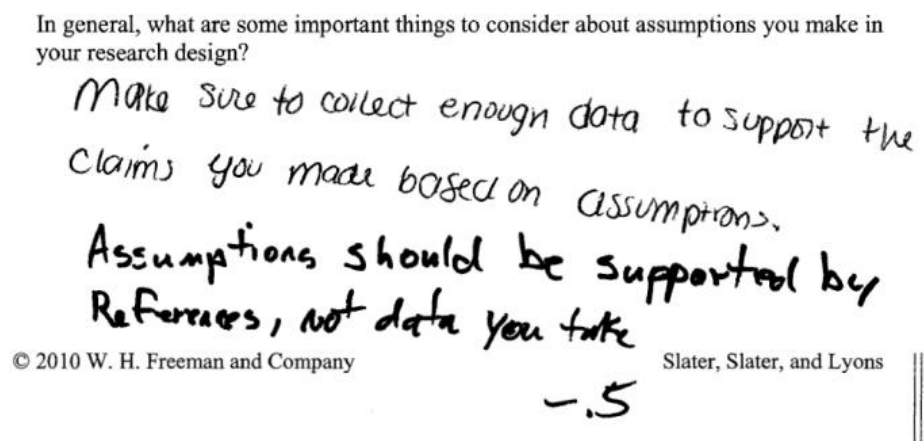 In general, what are some important things to consider about assumptions you make in
your research design?
Make sure to collect enough data to support the
Claims you made based on assumptions.
Assumptions should be supported by
References, not data you take
© 2010 W. H. Freeman and Company Slater, Slater, and Lyons
-.5